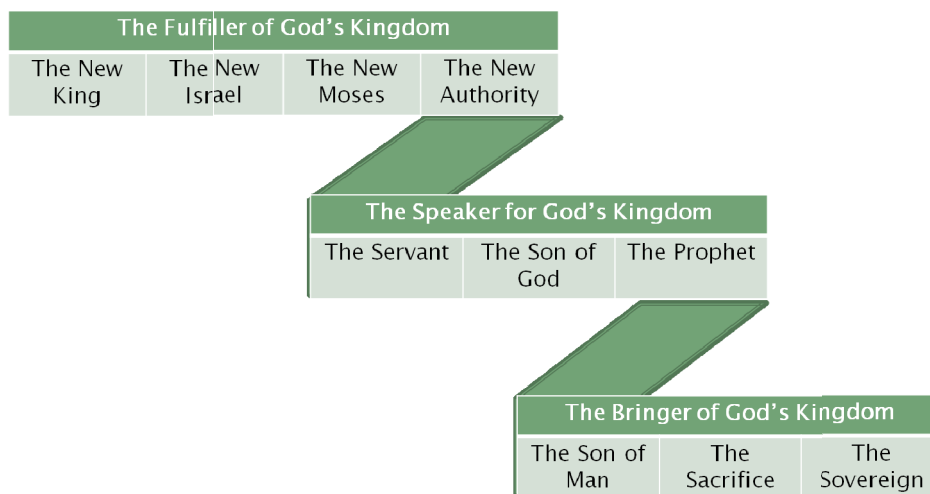 The Fulfiller of God's Kingdom
The New King
The New Israel
The New Moses
The New Authority
The Speaker for God's Kingdom
The Servant
The Son of God
The Prophet
The Bringer of God's Kingdom
The Son of Man
The Sacrifice
The Sovereign